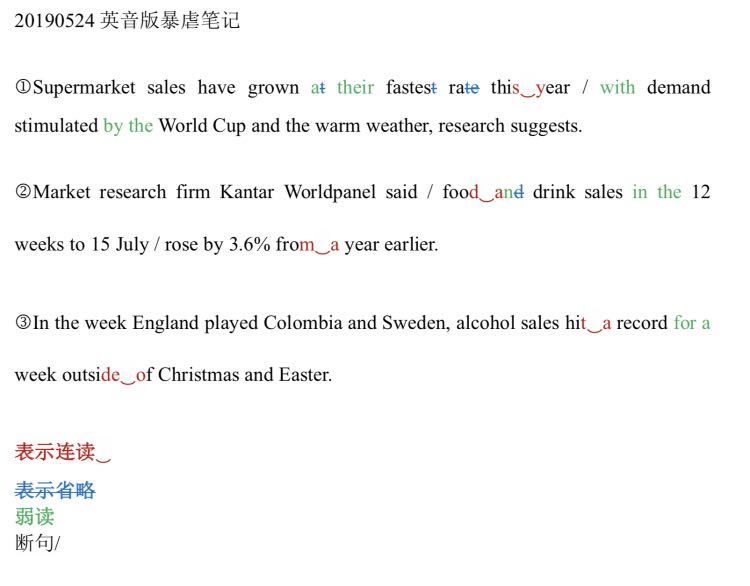 20190524 英音版暴虐笔记
①Supermarket sales have grown at their fastest rate this‿year / with demand
stimulated by the World Cup and the warm weather, research suggests.
②Market research firm Kantar Worldpanel said / food‿and drink sales in the 12
weeks to 15 July / rose by 3.6% from‿a year earlier.
③In the week England played Colombia and Sweden, alcohol sales hit‿a record for a
week outside‿of Christmas and Easter.
表示连读‿
表示省略
弱读
断句/